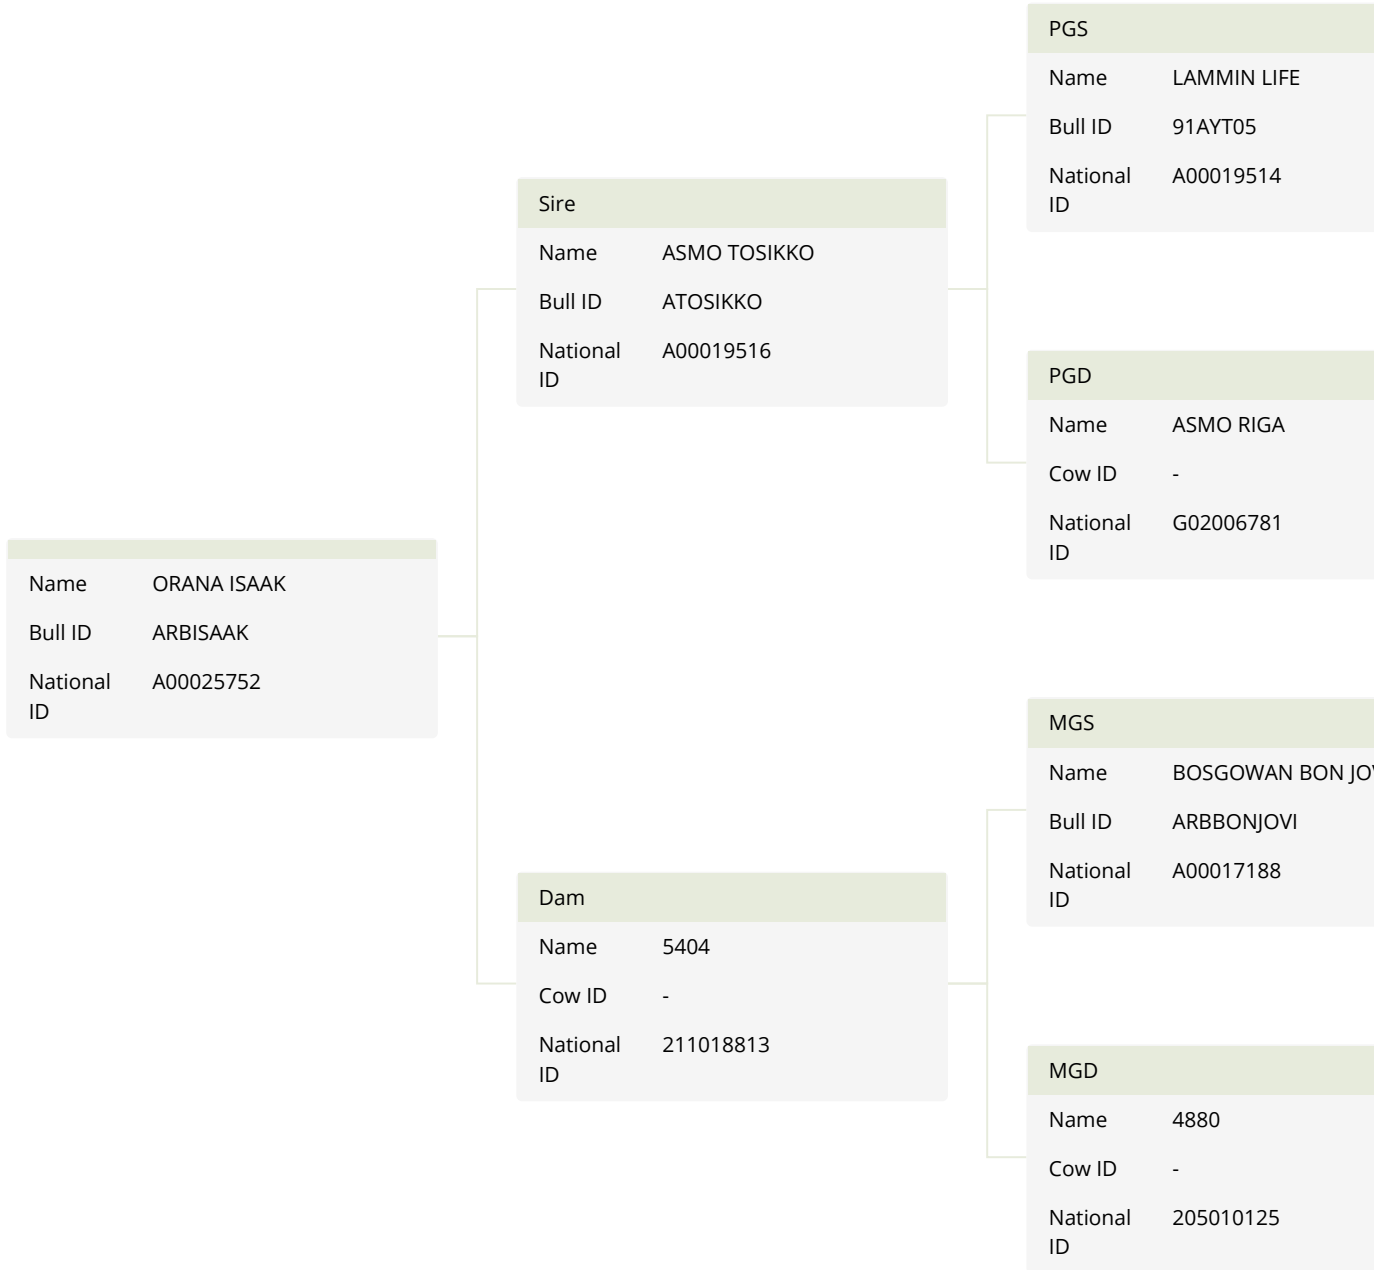 PGS
Name LAMMIN LIFE
Bull ID 91AYT05
National A00019514
ID
Sire
Name ASMO TOSIKKO
Bull ID ATOSIKKO
National A00019516
ID
PGD
Name ASMO RIGA
Cow ID -
National G02006781
ID
Name ORANA ISAAK
Bull ID ARBISAAK
National A00025752
ID
MGS
Name BOSGOWAN BON
Bull ID ARBBONJOVI
National A00017188
ID
Dam
Name 5404
Cow ID -
National 211018813
ID
MGD
Name 4880
Cow ID -
National 205010125
ID